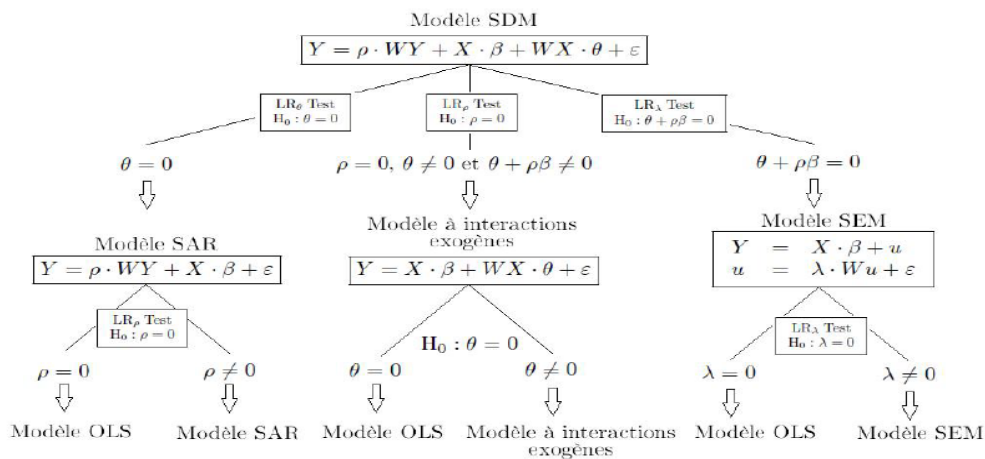 Modèle SDM
Y = ρ · WY + X · β + WX · θ + ε
LRθ Test
H₀ : θ = 0
LRρ Test
H₀ : ρ = 0
LRλ Test
H₀ : θ + ρβ = 0
θ = 0
ρ = 0, θ ≠ 0 et θ + ρβ ≠ 0
θ + ρβ = 0
Modèle SAR
Y = ρ · WY + X · β + ε
Modèle à interactions
exogènes
Y = X · β + WX · θ + ε
Modèle SEM
Y = X · β + u
u = λ · Wu + ε
LRρ Test
H₀ : ρ = 0
H₀ : θ = 0
LRλ Test
H₀ : λ = 0
ρ = 0
ρ ≠ 0
θ = 0
θ ≠ 0
λ = 0
λ ≠ 0
Modèle OLS
Modèle SAR
Modèle OLS
Modèle à interactions
exogènes
Modèle OLS
Modèle SEM